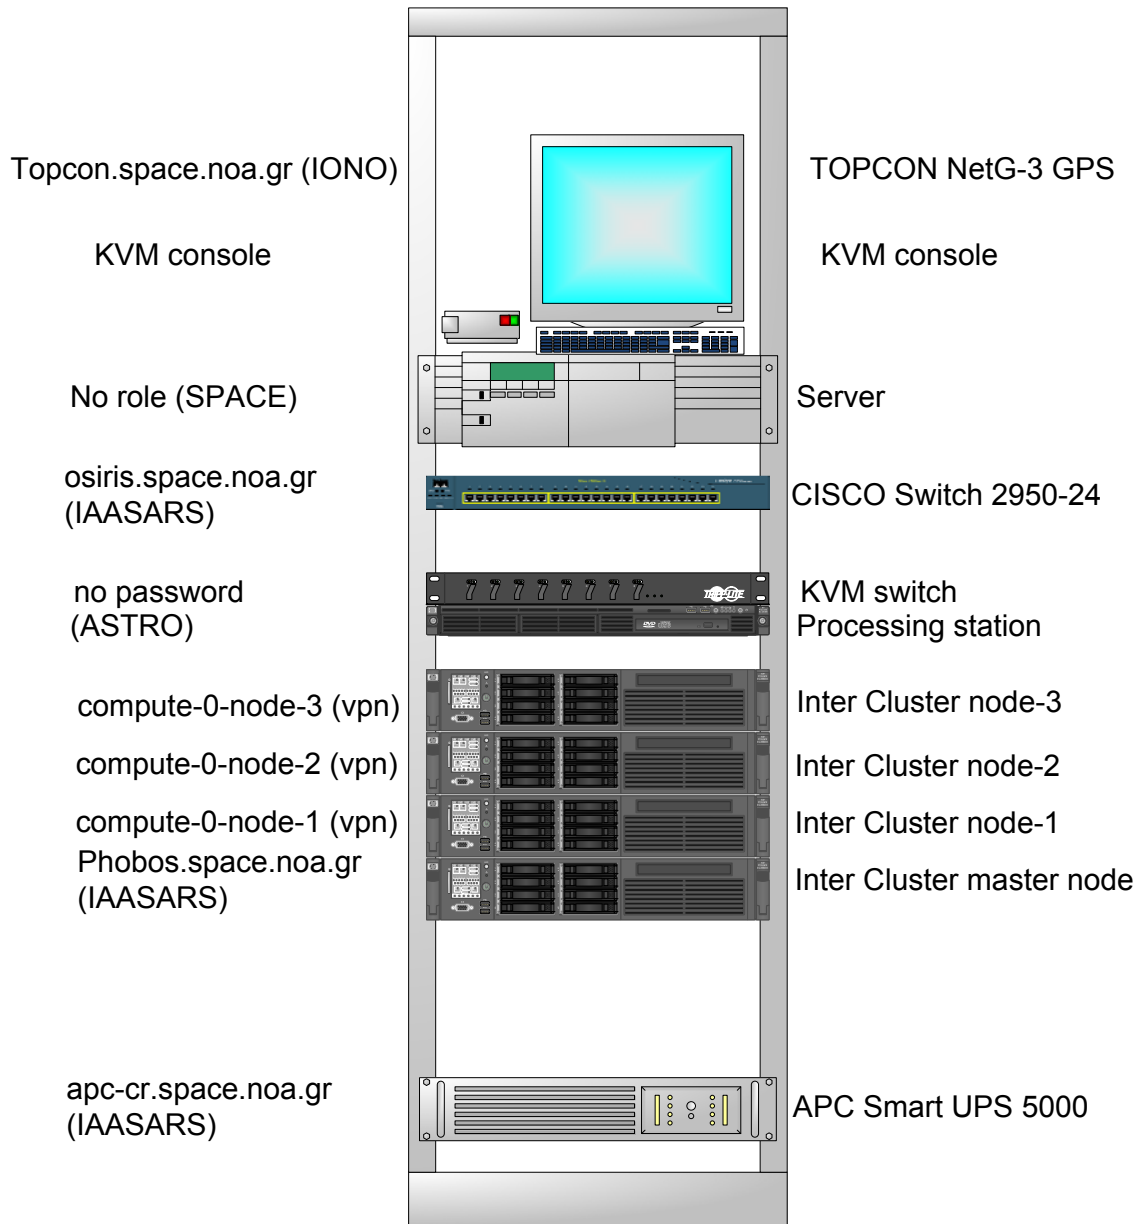 Topcon.space.noa.gr (IONO)
TOPCON NetG-3 GPS
KVM console
KVM console
No role (SPACE)
Server
osiris.space.noa.gr
(IAASARS)
CISCO Switch 2950-24
no password
(ASTRO)
TRIPP-LITE
KVM switch
Processing station
compute-0-node-3 (vpn)
Inter Cluster node-3
compute-0-node-2 (vpn)
Inter Cluster node-2
compute-0-node-1 (vpn)
Inter Cluster node-1
Phobos.space.noa.gr
(IAASARS)
Inter Cluster master node
apc-cr.space.noa.gr
(IAASARS)
APC Smart UPS 5000